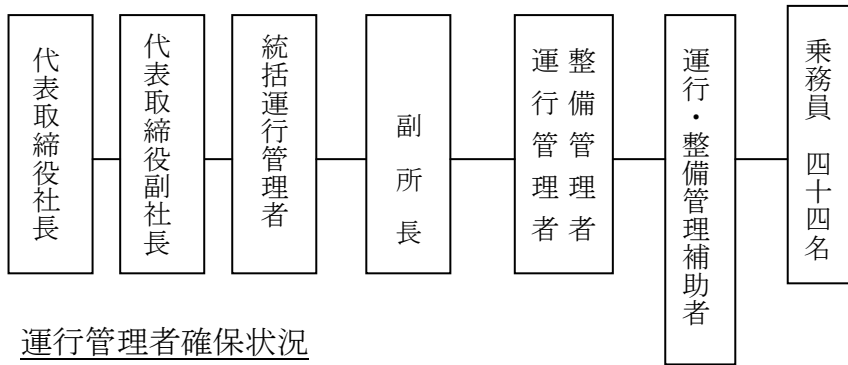 代表取締役社長
代表取締役副社長
統括運行管理者
副所長
整備管理者
運行管理者
運行・整備管理補助者
乗務員 四十四名
運行管理者確保状況